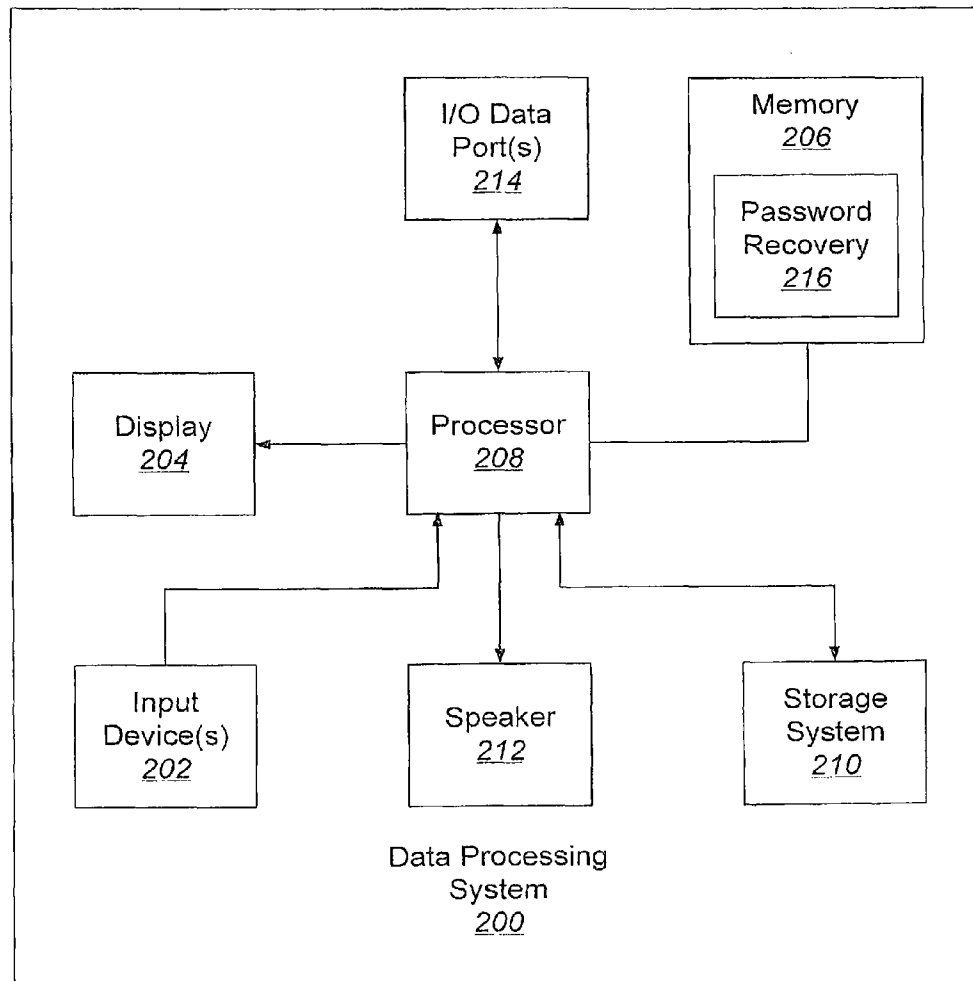 I/O Data
Port(s)
214
Memory
206
Password
Recovery
216
Display
204
Processor
208
Input
Device(s)
202
Speaker
212
Storage
System
210
Data Processing
System
200